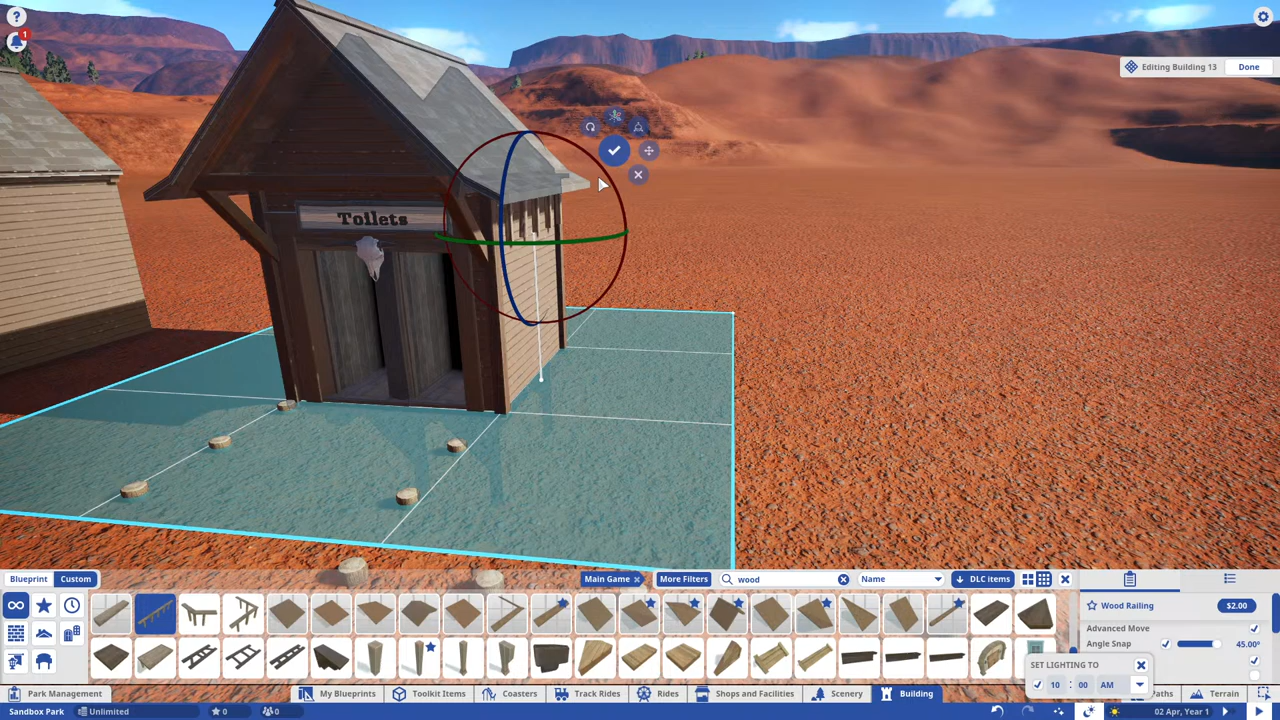 ?
1
Editing Building 13
Done
Toilets
Blueprint
Custom
Main Game
More Filters
wood
Name
DLC items
Wood Railing
$2.00
Advanced Move
Angle Snap
45.00°
SET LIGHTING TO
10 : 00 AM
Park Management
My Blueprints
Toolkit Items
Coasters
Track Rides
Rides
Shops and Facilities
Scenery
Building
Paths
Terrain
Sandbox Park
Unlimited
0
0
02 Apr, Year 1